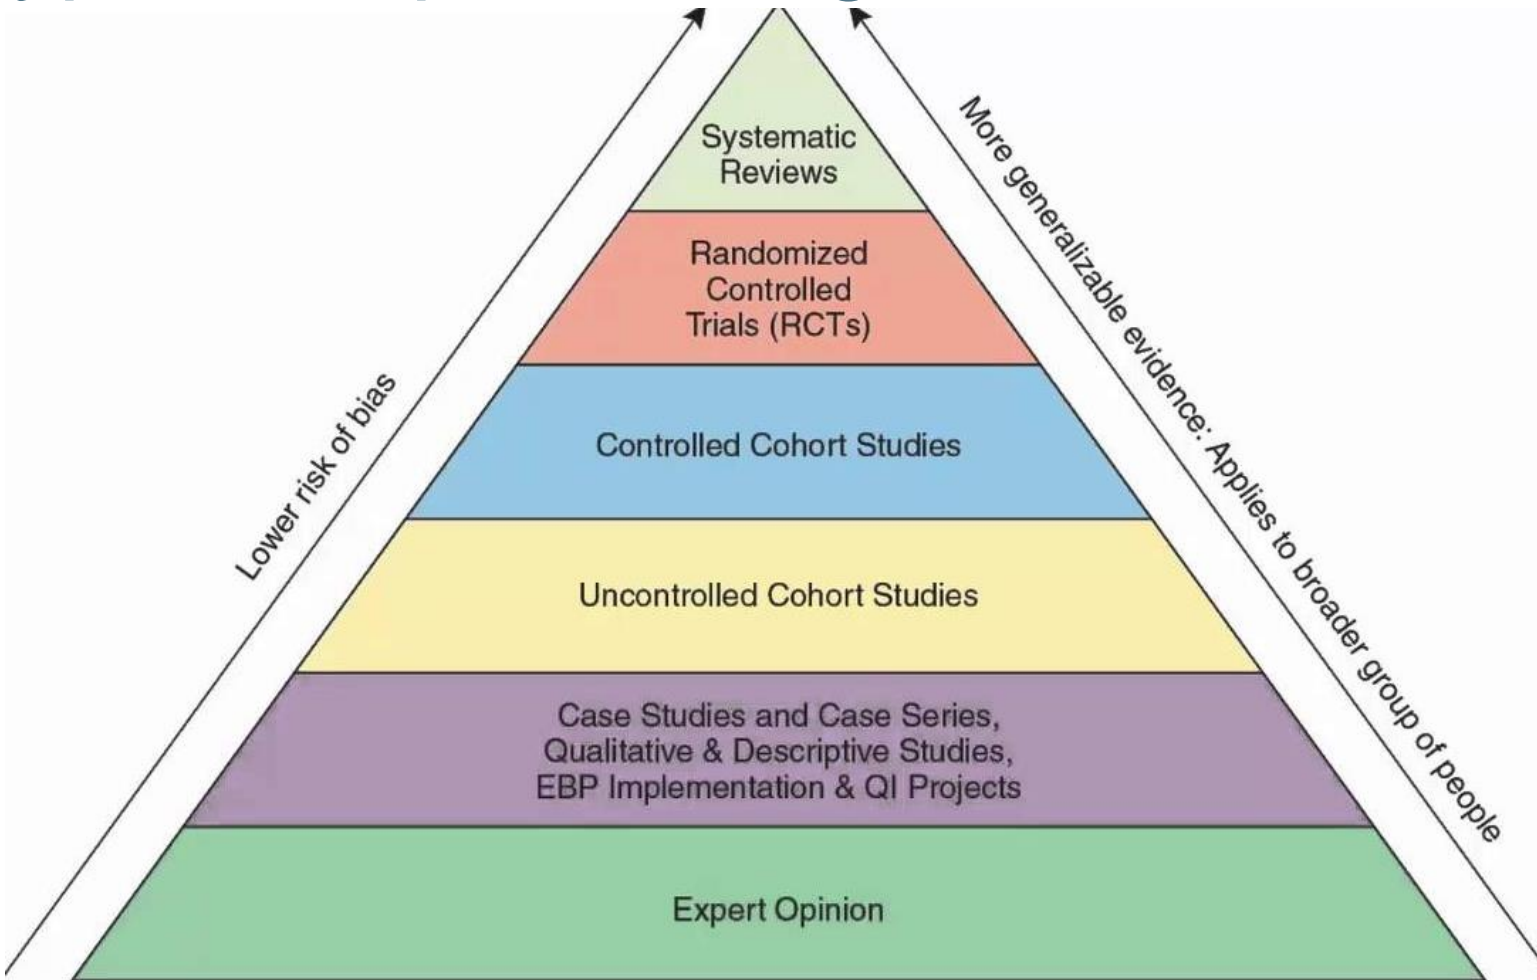 Systematic
Reviews
Randomized
Controlled
Trials (RCTs)
Controlled Cohort Studies
Uncontrolled Cohort Studies
Case Studies and Case Series,
Qualitative & Descriptive Studies,
EBP Implementation & QI Projects
Expert Opinion
Lower risk of bias
More generalizable evidence: Applies to broader group of people